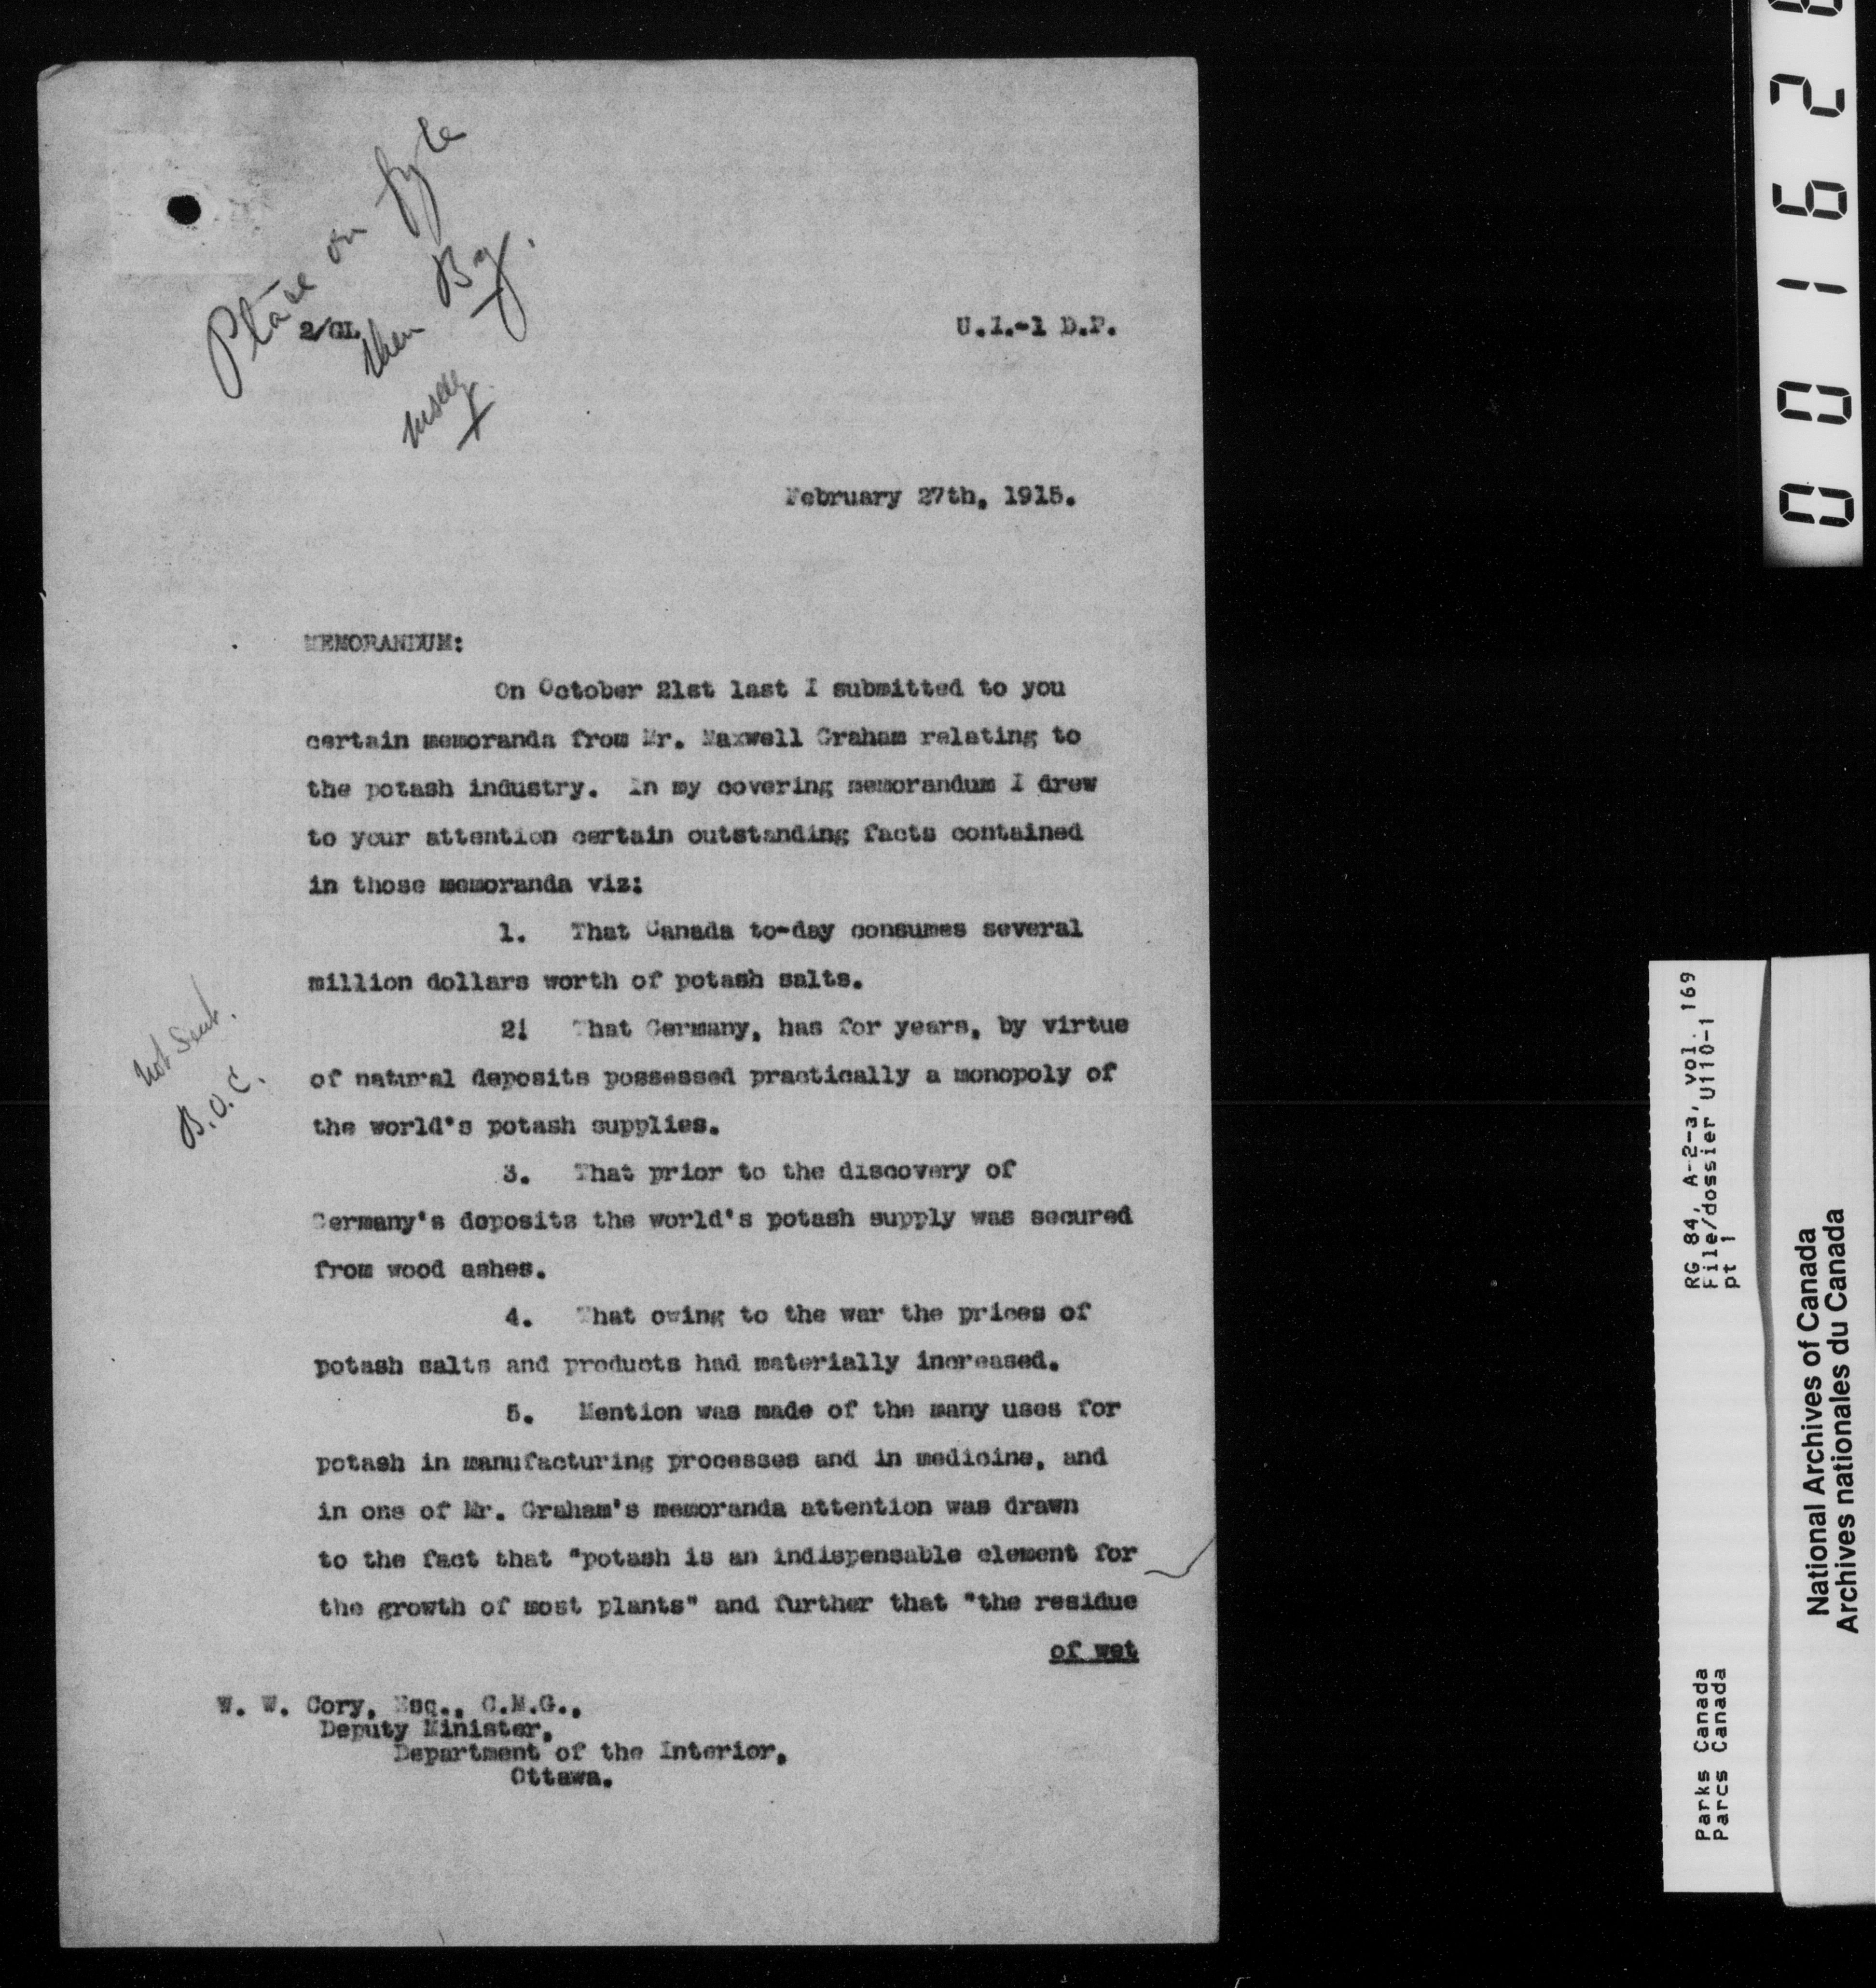 Place on fyle
then By.
2/GL
U.I.-1 D.P.
February 27th, 1915.
MEMORANDUM:
On October 21st last I submitted to you
certain memoranda from Mr. Maxwell Graham relating to
the potash industry. In my covering memorandum I drew
to your attention certain outstanding facts contained
in those memoranda viz:
1. That Canada to-day consumes several
million dollars worth of potash salts.
2! That Germany, has for years, by virtue
of natural deposits possessed practically a monopoly of
the world's potash supplies.
Not Sent.
B.O.C.
3. That prior to the discovery of
Germany's deposits the world's potash supply was secured
from wood ashes.
4. That owing to the war the prices of
potash salts and products had materially increased.
5. Mention was made of the many uses for
potash in manufacturing processes and in medicine, and
in one of Mr. Graham's memoranda attention was drawn
to the fact that "potash is an indispensable element for
the growth of most plants" and further that "the residue
of wet
W. W. Cory, Esq., C.M.G.,
Deputy Minister,
Department of the Interior,
Ottawa.
001628
RG 84, A-2-3, vol. 169
File/dossier U110-1
pt 1
Parks Canada
Parcs Canada
National Archives of Canada
Archives nationales du Canada